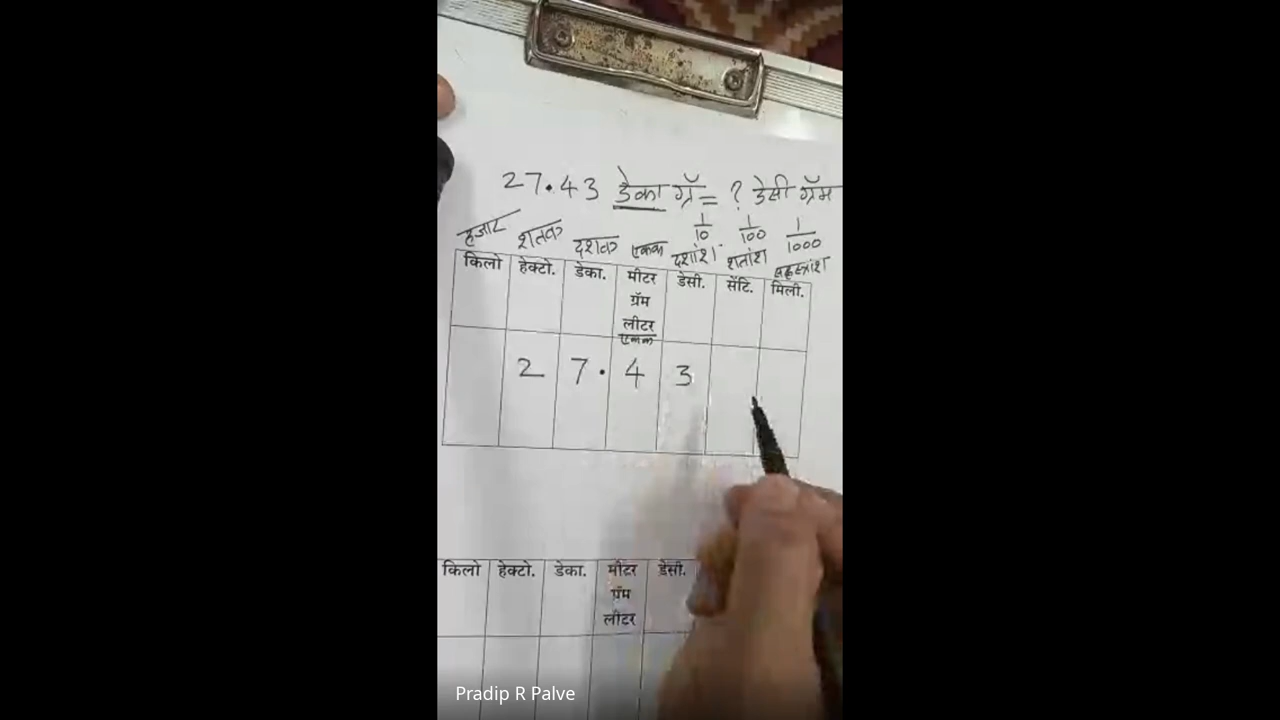 27.43 डेका ग्रॅ = ? डेसी ग्रॅम
हजार शतक दशक एकक 1/10 दशांश 1/100 शतांश 1/1000 सहस्त्रांश
किलो हेक्टो. डेका. मीटर ग्रॅम लीटर डेसी. सेंटि. मिली.
एकक
2 7 . 4 3
किलो हेक्टो. डेका. मीटर ग्रॅम लीटर डेसी.
Pradip R Palve